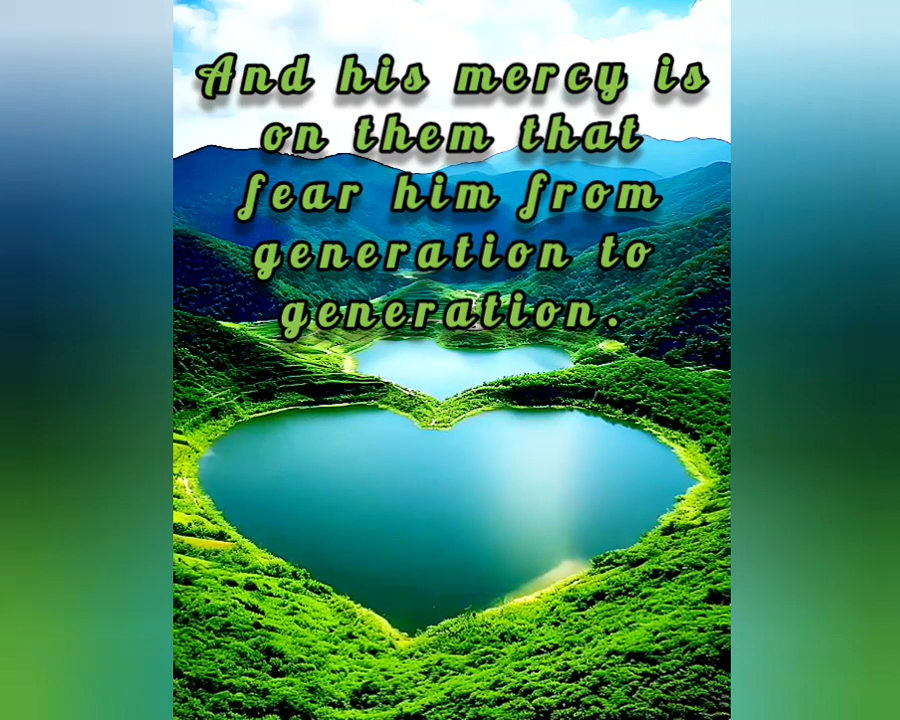 And his mercy is
on them that
fear him from
generation to
generation.